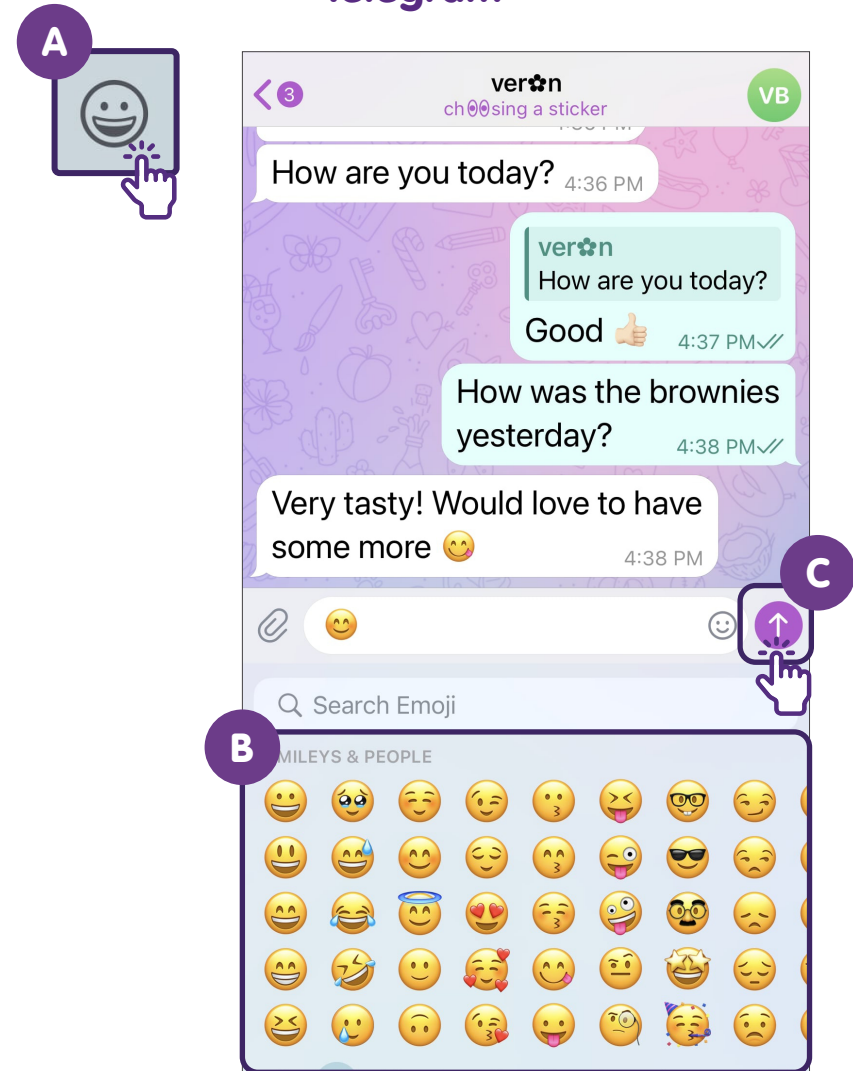 Telegram
A
3
ver✿n
ch👀sing a sticker
VB
How are you today? 4:36 PM
ver✿n
How are you today?
Good 👍🏻 4:37 PM
How was the brownies
yesterday? 4:38 PM
Very tasty! Would love to have
some more 😋 4:38 PM
C
😊
Search Emoji
B
MILEYS & PEOPLE